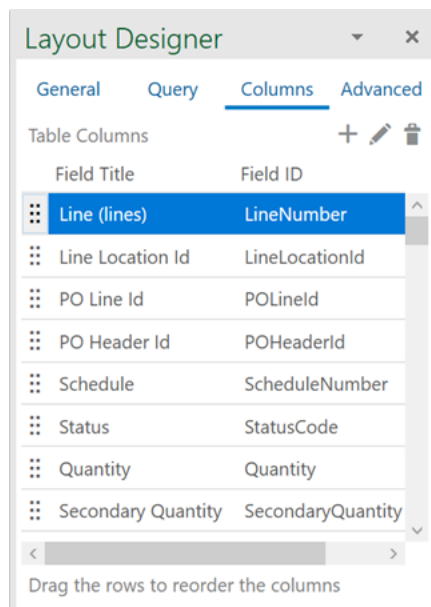 Layout Designer
General Query Columns Advanced
Table Columns
Field Title Field ID
Line (lines) LineNumber
Line Location Id LineLocationId
PO Line Id POLineId
PO Header Id POHeaderId
Schedule ScheduleNumber
Status StatusCode
Quantity Quantity
Secondary Quantity SecondaryQuantity
Drag the rows to reorder the columns